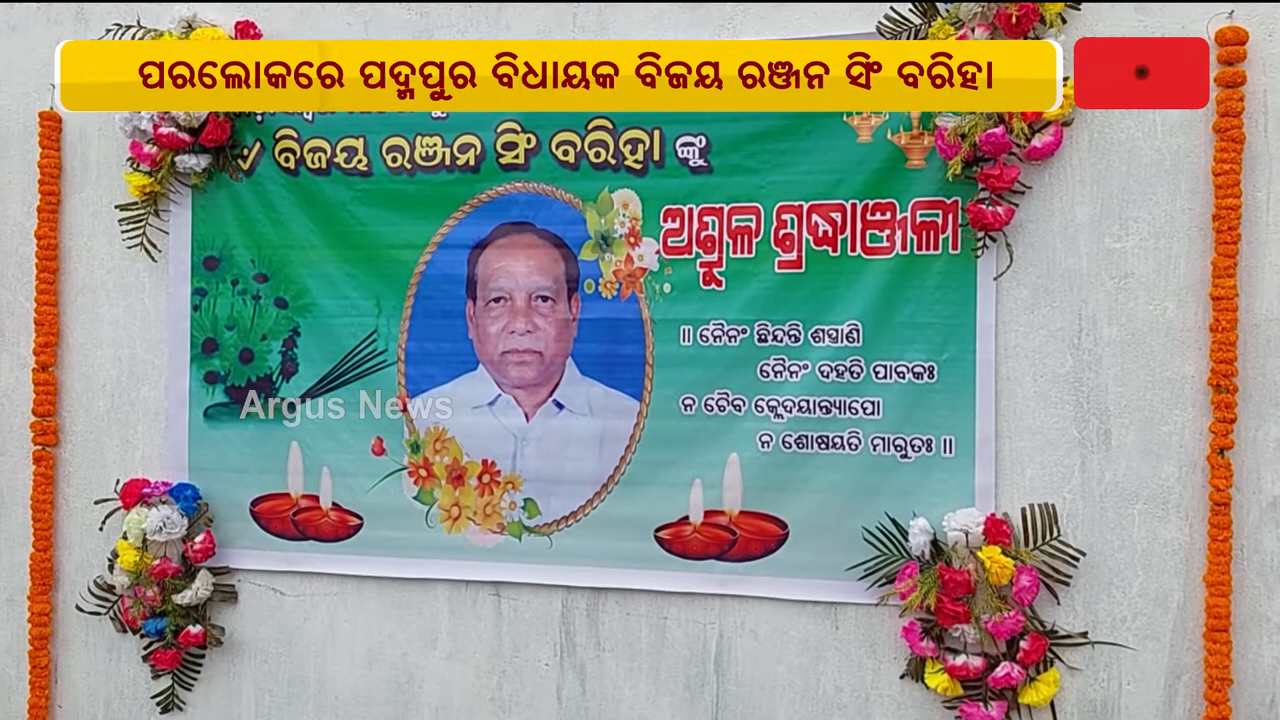 ପରଲୋକରେ ପଦ୍ମପୁର ବିଧାୟକ ବିଜୟ ରଞ୍ଜନ ସିଂ ବରିହା
ବିଜୟ ରଞ୍ଜନ ସିଂ ବରିହା ଙ୍କୁ
ଅଶ୍ରୁଳ ଶ୍ରଦ୍ଧାଞ୍ଜଳୀ
॥ ନୈନଂ ଛିନ୍ଦନ୍ତି ଶସ୍ତ୍ରାଣି
ନୈନଂ ଦହତି ପାବକଃ
ନ ଚୈବ କ୍ଳେଦୟାନ୍ତ୍ୟାପୋ
ନ ଶୋଷୟତି ମାରୁତଃ ॥
Argus News